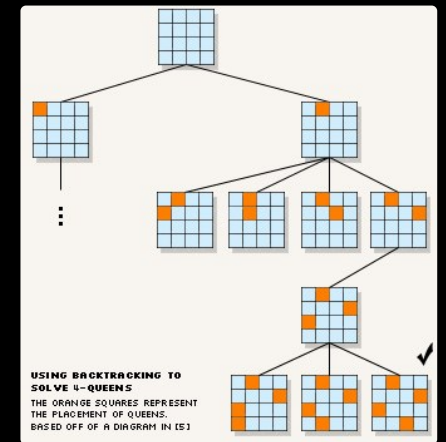 USING BACKTRACKING TO
SOLVE 4-QUEENS
THE ORANGE SQUARES REPRESENT
THE PLACEMENT OF QUEENS.
BASED OFF OF A DIAGRAM IN [5]